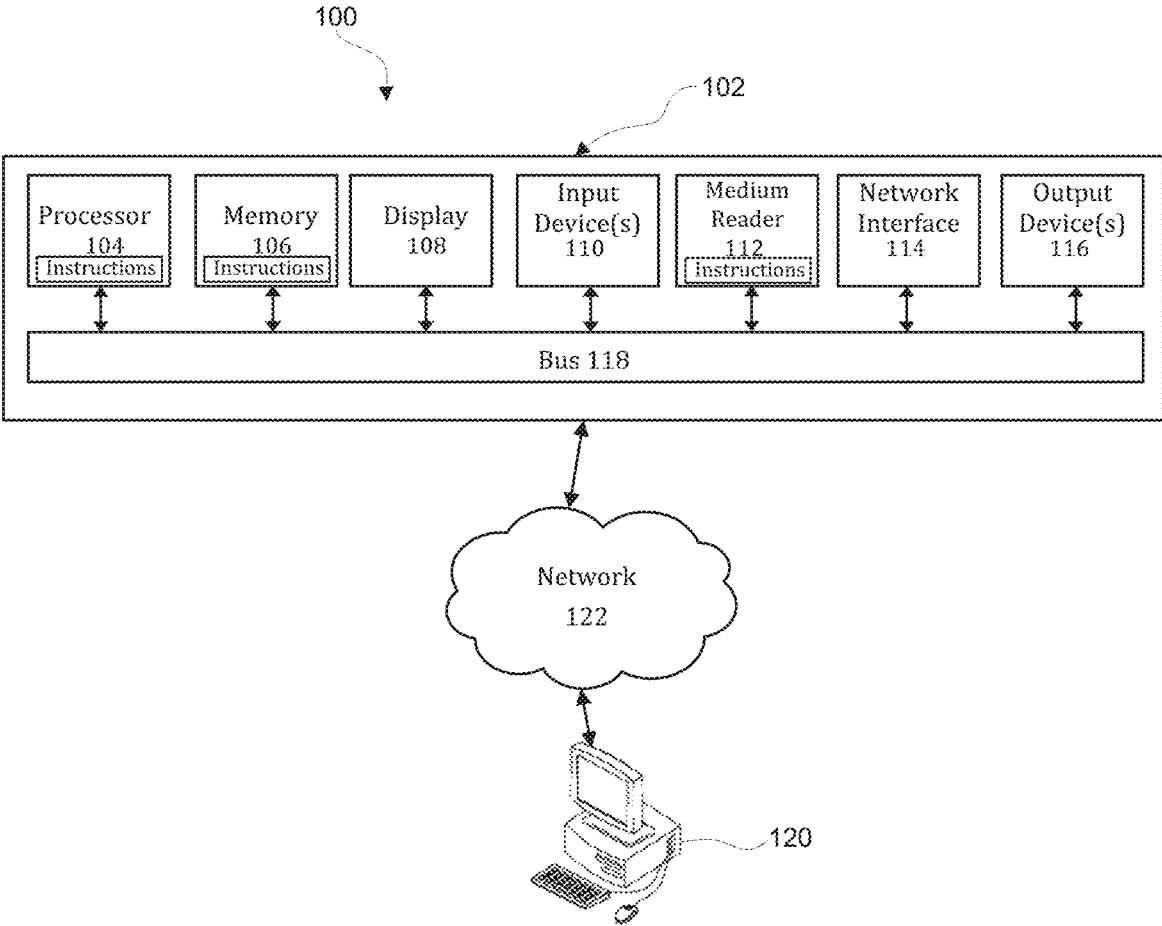 100
102
Processor
104
Instructions
Memory
106
Instructions
Display
108
Input
Device(s)
110
Medium
Reader
112
Instructions
Network
Interface
114
Output
Device(s)
116
Bus 118
Network
122
120